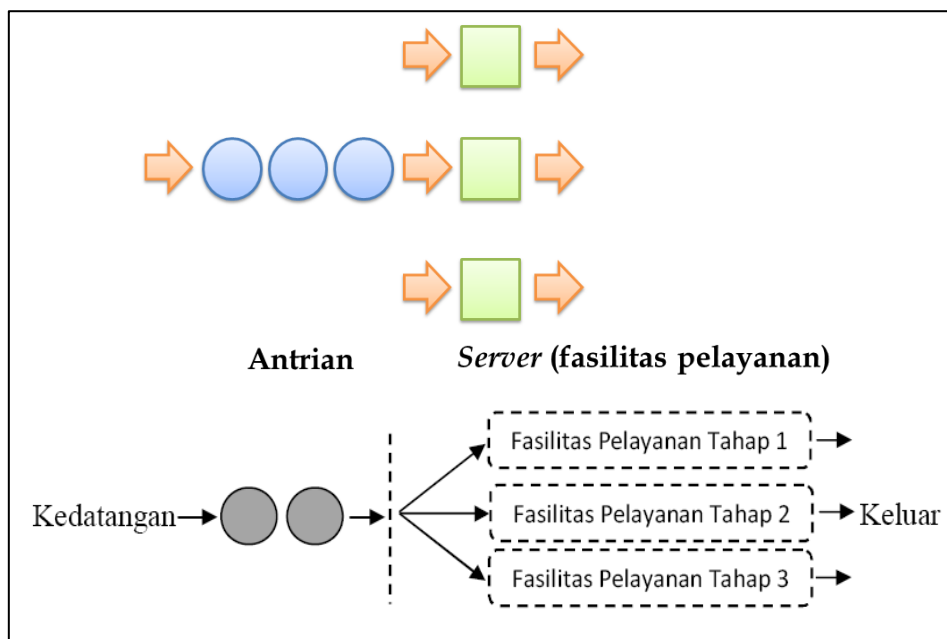 Antrian
Server (fasilitas pelayanan)
Fasilitas Pelayanan Tahap 1
Kedatangan
Fasilitas Pelayanan Tahap 2
Keluar
Fasilitas Pelayanan Tahap 3